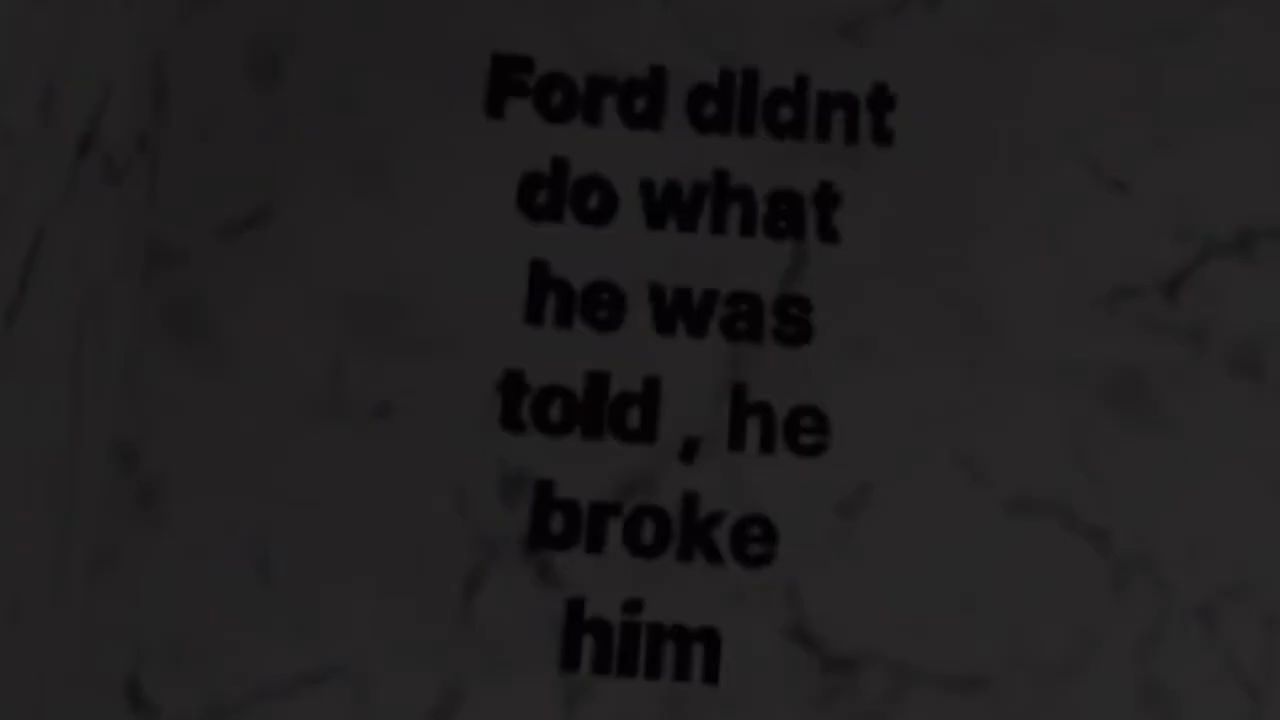 Ford didnt
do what
he was
told , he
broke
him